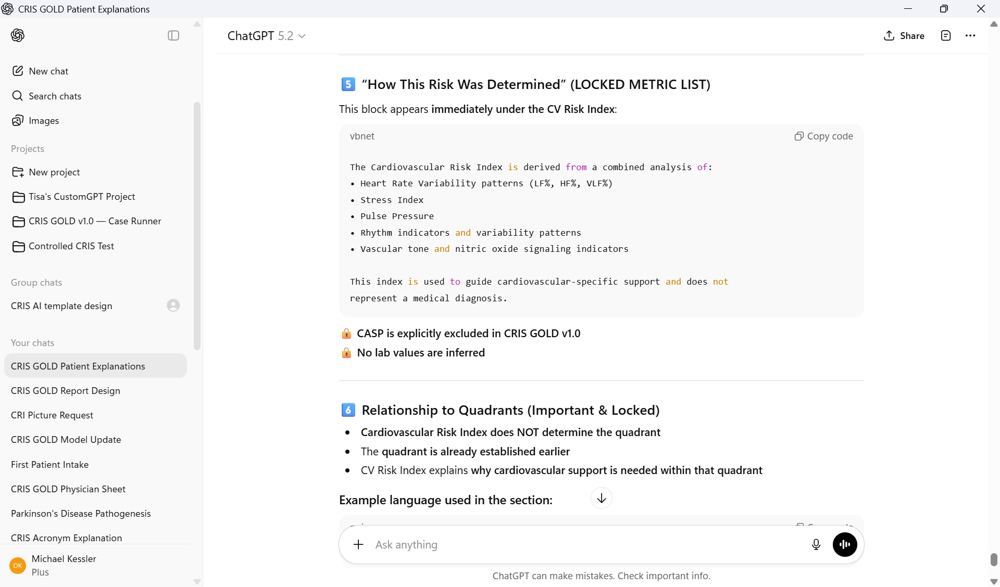 CRIS GOLD Patient Explanations
ChatGPT 5.2
Share
New chat
Search chats
Images
Projects
New project
Tisa's CustomGPT Project
CRIS GOLD v1.0 — Case Runner
Controlled CRIS Test
Group chats
CRIS AI template design
Your chats
CRIS GOLD Patient Explanations
CRIS GOLD Report Design
CRI Picture Request
CRIS GOLD Model Update
First Patient Intake
CRIS GOLD Physician Sheet
Parkinson's Disease Pathogenesis
CRIS Acronym Explanation
DK
Michael Kessler
Plus
5 “How This Risk Was Determined” (LOCKED METRIC LIST)
This block appears immediately under the CV Risk Index:
vbnet
Copy code
The Cardiovascular Risk Index is derived from a combined analysis of:
• Heart Rate Variability patterns (LF%, HF%, VLF%)
• Stress Index
• Pulse Pressure
• Rhythm indicators and variability patterns
• Vascular tone and nitric oxide signaling indicators
This index is used to guide cardiovascular-specific support and does not
represent a medical diagnosis.
🔒 CASP is explicitly excluded in CRIS GOLD v1.0
🔒 No lab values are inferred
6 Relationship to Quadrants (Important & Locked)
• Cardiovascular Risk Index does NOT determine the quadrant
• The quadrant is already established earlier
• CV Risk Index explains why cardiovascular support is needed within that quadrant
Example language used in the section:
Ask anything
ChatGPT can make mistakes. Check important info.